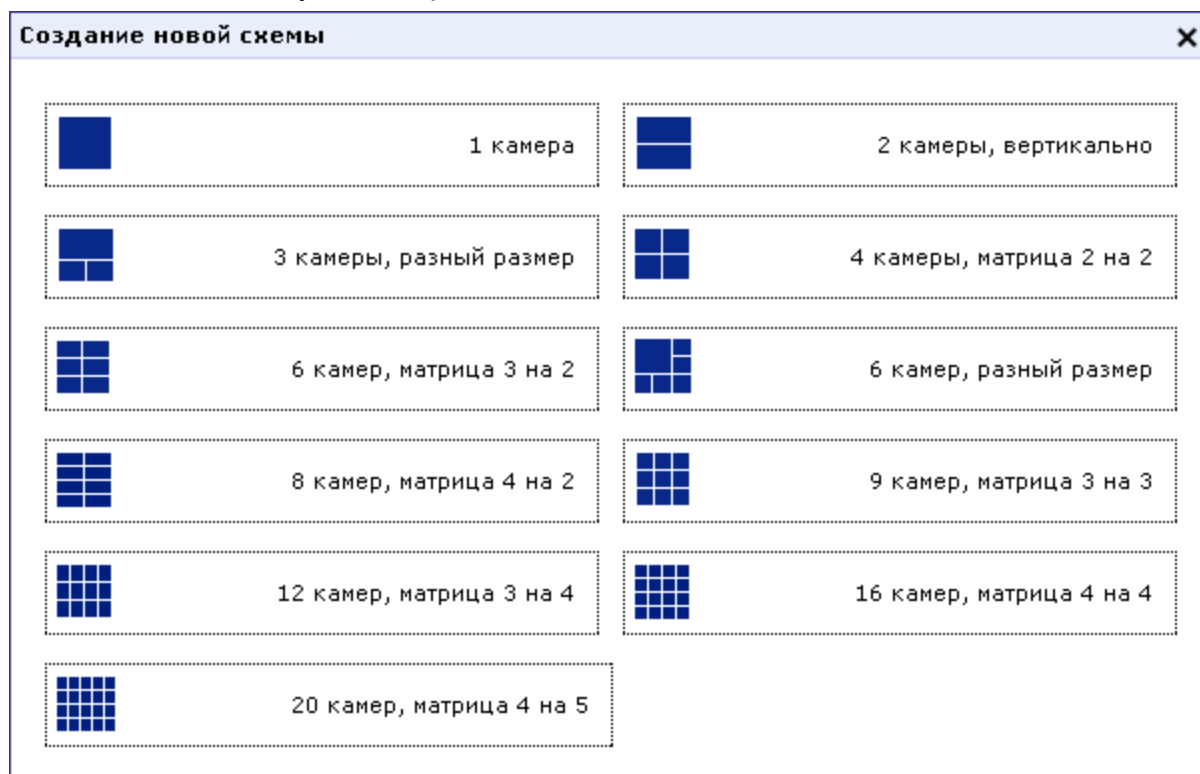 Создание новой схемы
1 камера
2 камеры, вертикально
3 камеры, разный размер
4 камеры, матрица 2 на 2
6 камер, матрица 3 на 2
6 камер, разный размер
8 камер, матрица 4 на 2
9 камер, матрица 3 на 3
12 камер, матрица 3 на 4
16 камер, матрица 4 на 4
20 камер, матрица 4 на 5